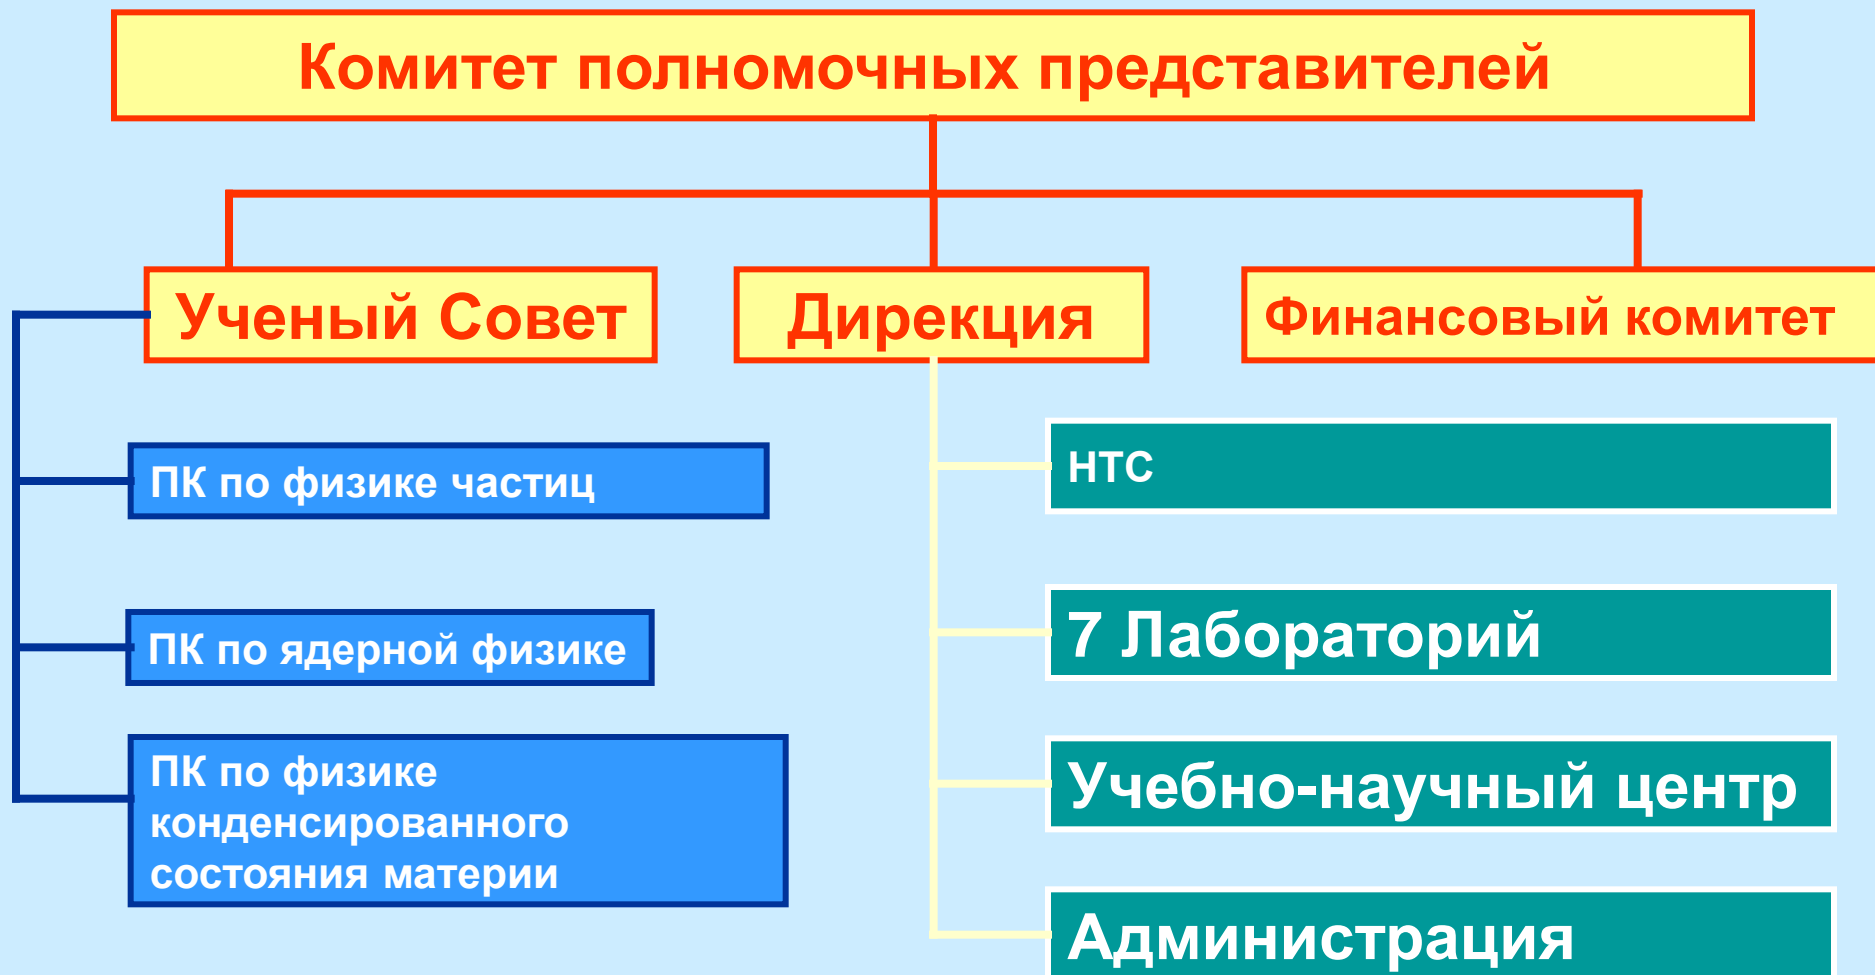 Комитет полномочных представителей
Ученый Совет
Дирекция
Финансовый комитет
ПК по физике частиц
ПК по ядерной физике
ПК по физике
конденсированного
состояния материи
НТС
7 Лабораторий
Учебно-научный центр
Администрация